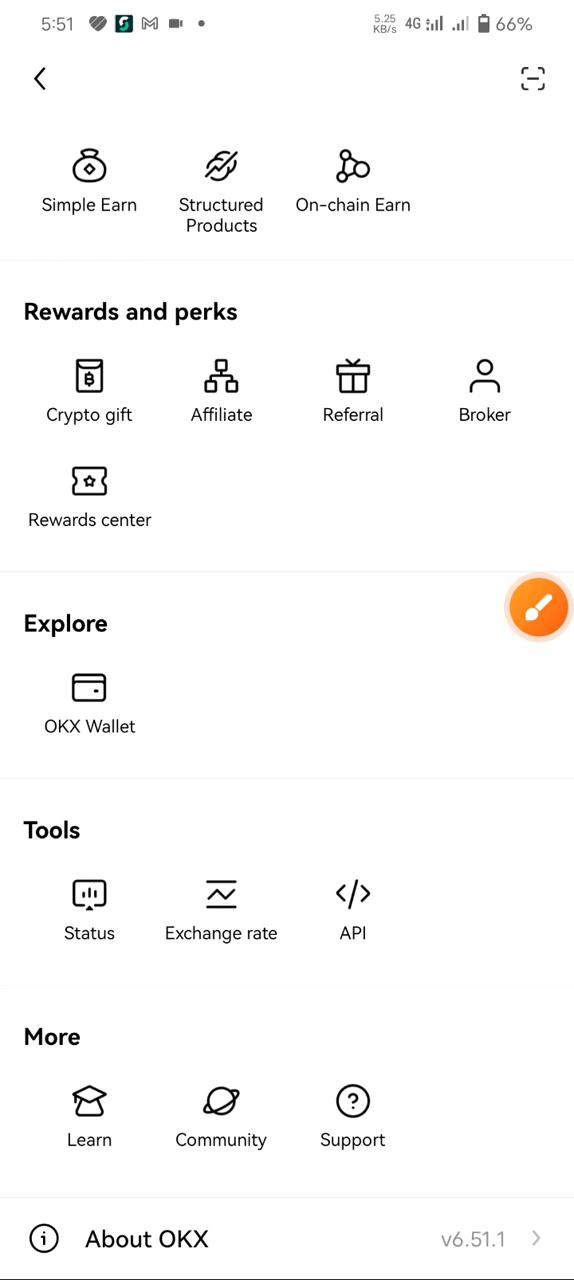 5:51 5.25 KB/s 4G 66%
Simple Earn
Structured Products
On-chain Earn
Rewards and perks
Crypto gift
Affiliate
Referral
Broker
Rewards center
Explore
OKX Wallet
Tools
Status
Exchange rate
API
More
Learn
Community
Support
About OKX v6.51.1